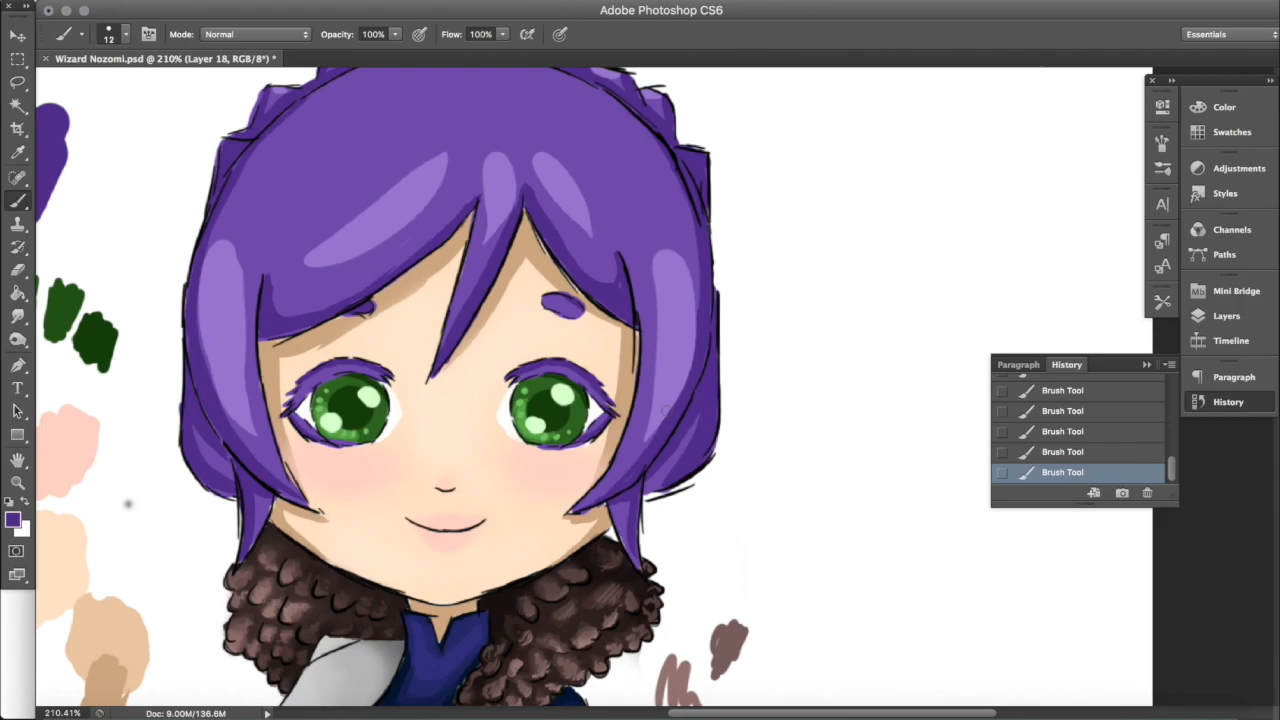 Adobe Photoshop CS6
12
Mode: Normal
Opacity: 100%
Flow: 100%
Essentials
Wizard Nozomi.psd @ 210% (Layer 18, RGB/8*) *
Color
Swatches
Adjustments
Styles
Channels
Paths
Mb Mini Bridge
Layers
Timeline
Paragraph
History
Paragraph History
Brush Tool
Brush Tool
Brush Tool
Brush Tool
Brush Tool
210.41%
Doc: 9.00M/136.6M